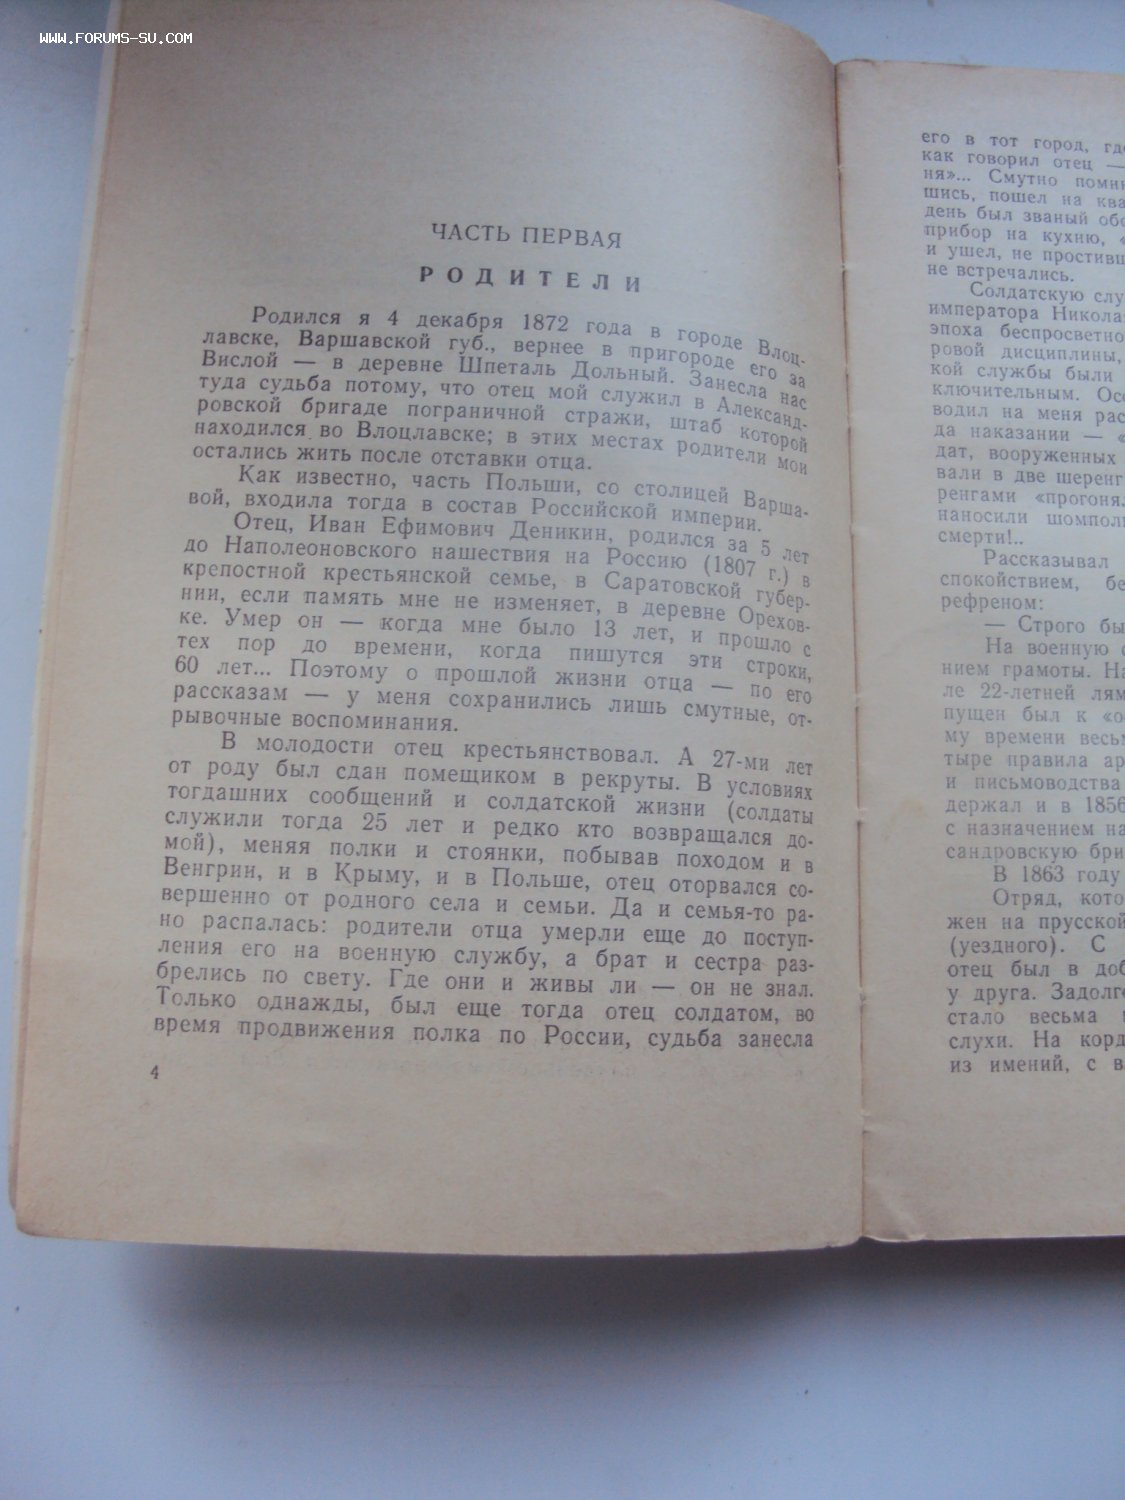 WWW.FORUMS-SU.COM
ЧАСТЬ ПЕРВАЯ
РОДИТЕЛИ
Родился я 4 декабря 1872 года в городе Влоц-
лавске, Варшавской губ., вернее в пригороде его за
Вислой — в деревне Шпеталь Дольный. Занесла нас
туда судьба потому, что отец мой служил в Александ-
ровской бригаде пограничной стражи, штаб которой
находился во Влоцлавске; в этих местах родители мои
остались жить после отставки отца.
Как известно, часть Польши, со столицей Варша-
вой, входила тогда в состав Российской империи.
Отец, Иван Ефимович Деникин, родился за 5 лет
до Наполеоновского нашествия на Россию (1807 г.) в
крепостной крестьянской семье, в Саратовской губер-
нии, если память мне не изменяет, в деревне Орехов-
ке. Умер он — когда мне было 13 лет, и прошло с
тех пор до времени, когда пишутся эти строки,
60 лет... Поэтому о прошлой жизни отца — по его
рассказам — у меня сохранились лишь смутные, от-
рывочные воспоминания.
В молодости отец крестьянствовал. А 27-ми лет
от роду был сдан помещиком в рекруты. В условиях
тогдашних сообщений и солдатской жизни (солдаты
служили тогда 25 лет и редко кто возвращался до-
мой), меняя полки и стоянки, побывав походом и в
Венгрии, и в Крыму, и в Польше, отец оторвался со-
вершенно от родного села и семьи. Да и семья-то ра-
но распалась: родители отца умерли еще до поступ-
ления его на военную службу, а брат и сестра раз-
брелись по свету. Где они и живы ли — он не знал.
Только однажды, был еще тогда отец солдатом, во
время продвижения полка по России, судьба занесла
4
его в тот город, гд
как говорил отец —
ня»... Смутно помн
шись, пошел на ква
день был званый об
прибор на кухню, «
и ушел, не простивш
не встречались.
Солдатскую слу
императора Никола
эпоха беспросветно
ровой дисциплины,
кой службы были
ключительным. Осо
водил на меня рас
да наказании — «
дат, вооруженных
вали в две шеренг
ренгами «прогонял
наносили шомполь
смерти!..
Рассказывал
спокойствием, бе
рефреном:
— Строго бы
На военную с
нием грамоты. На
ле 22-летней лям
пущен был к «о
му времени весь
тыре правила ар
и письмоводства
держал и в 1856
с назначением на
сандровскую бри
В 1863 году
Отряд, кото
жен на прусской
(уездного). С
отец был в доб
у друга. Задолг
стало весьма
слухи. На корд
из имений, с в